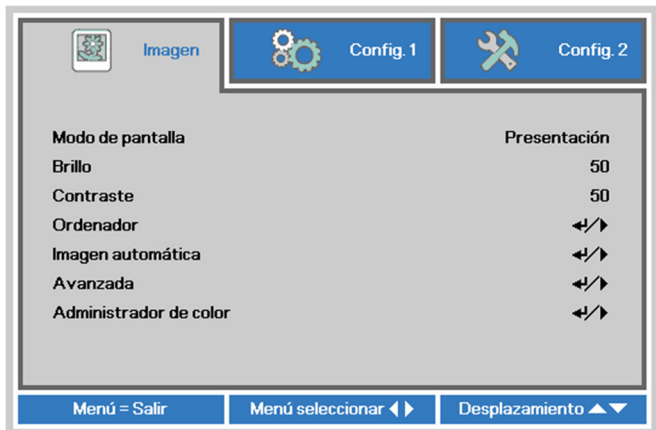 Imagen
Config. 1
Config. 2
Modo de pantalla Presentación
Brillo 50
Contraste 50
Ordenador
Imagen automática
Avanzada
Administrador de color
Menú = Salir
Menú seleccionar
Desplazamiento